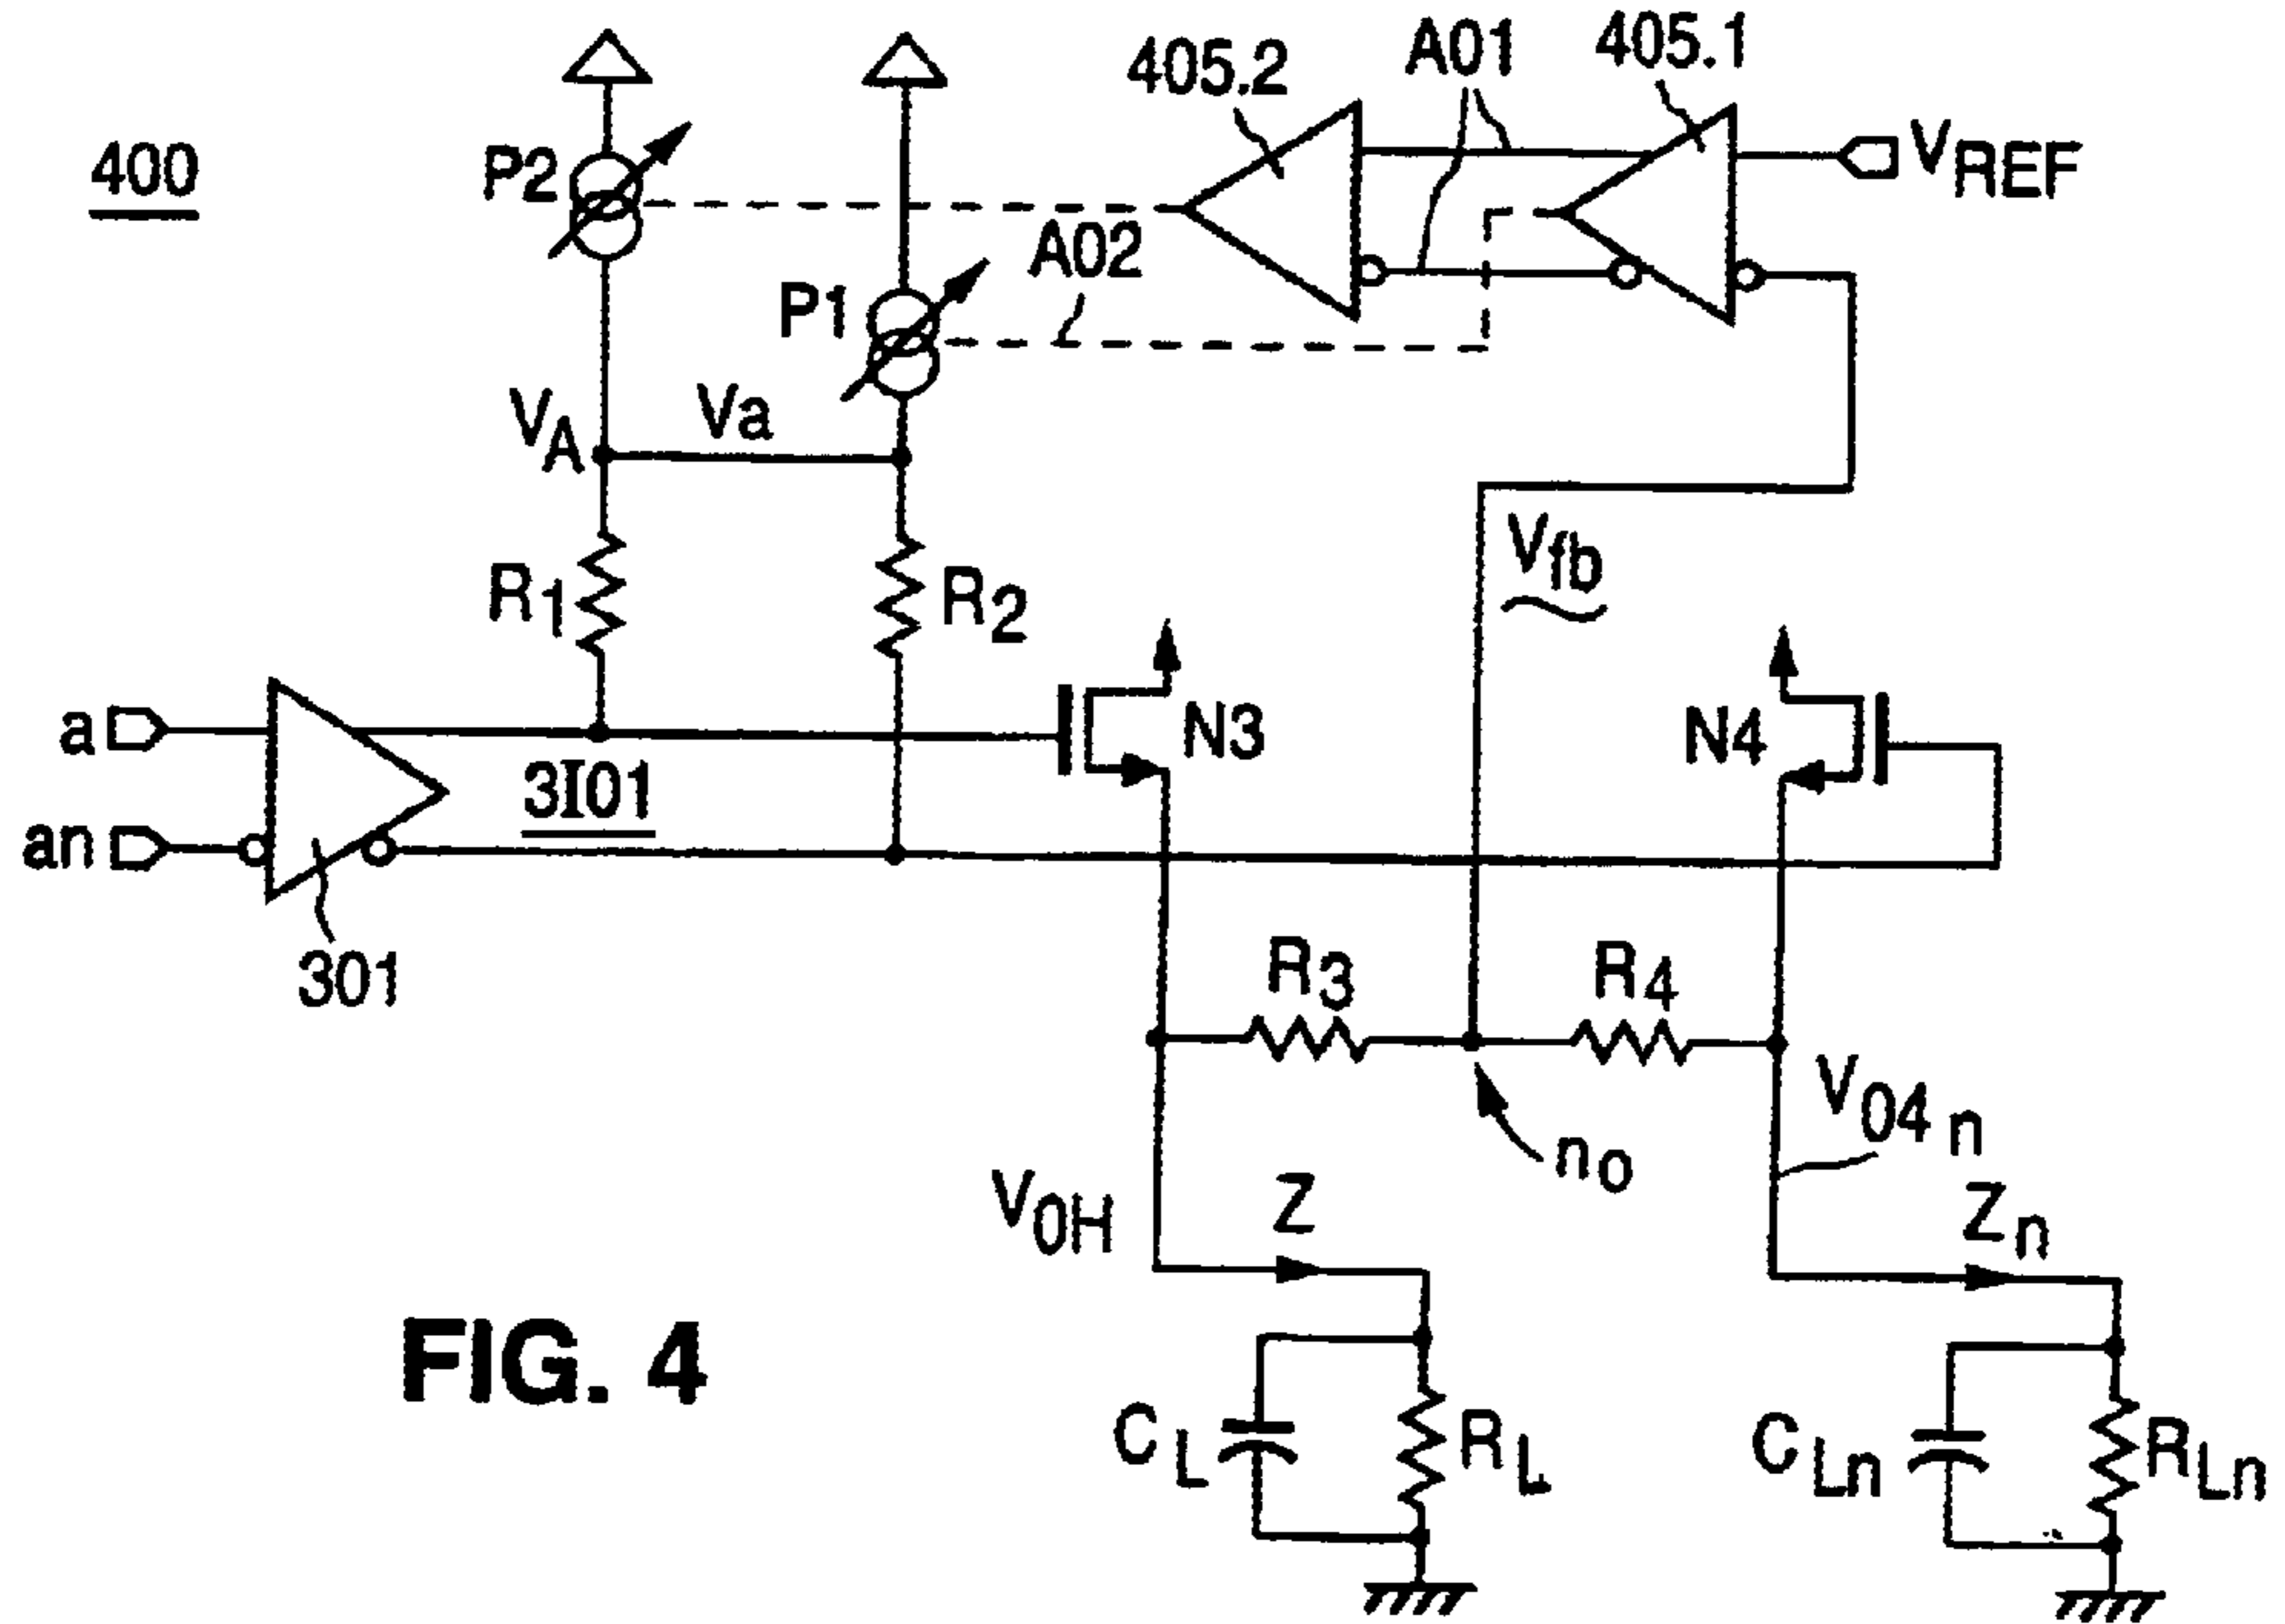 400
P2
405.2
A01
405.1
VREF
A02
P1
VA
Va
Vfb
R1
R2
a
3I01
N3
N4
an
301
R3
R4
V04n
no
V0H
Z
Zn
FIG. 4
CL
RL
CLn
RLn